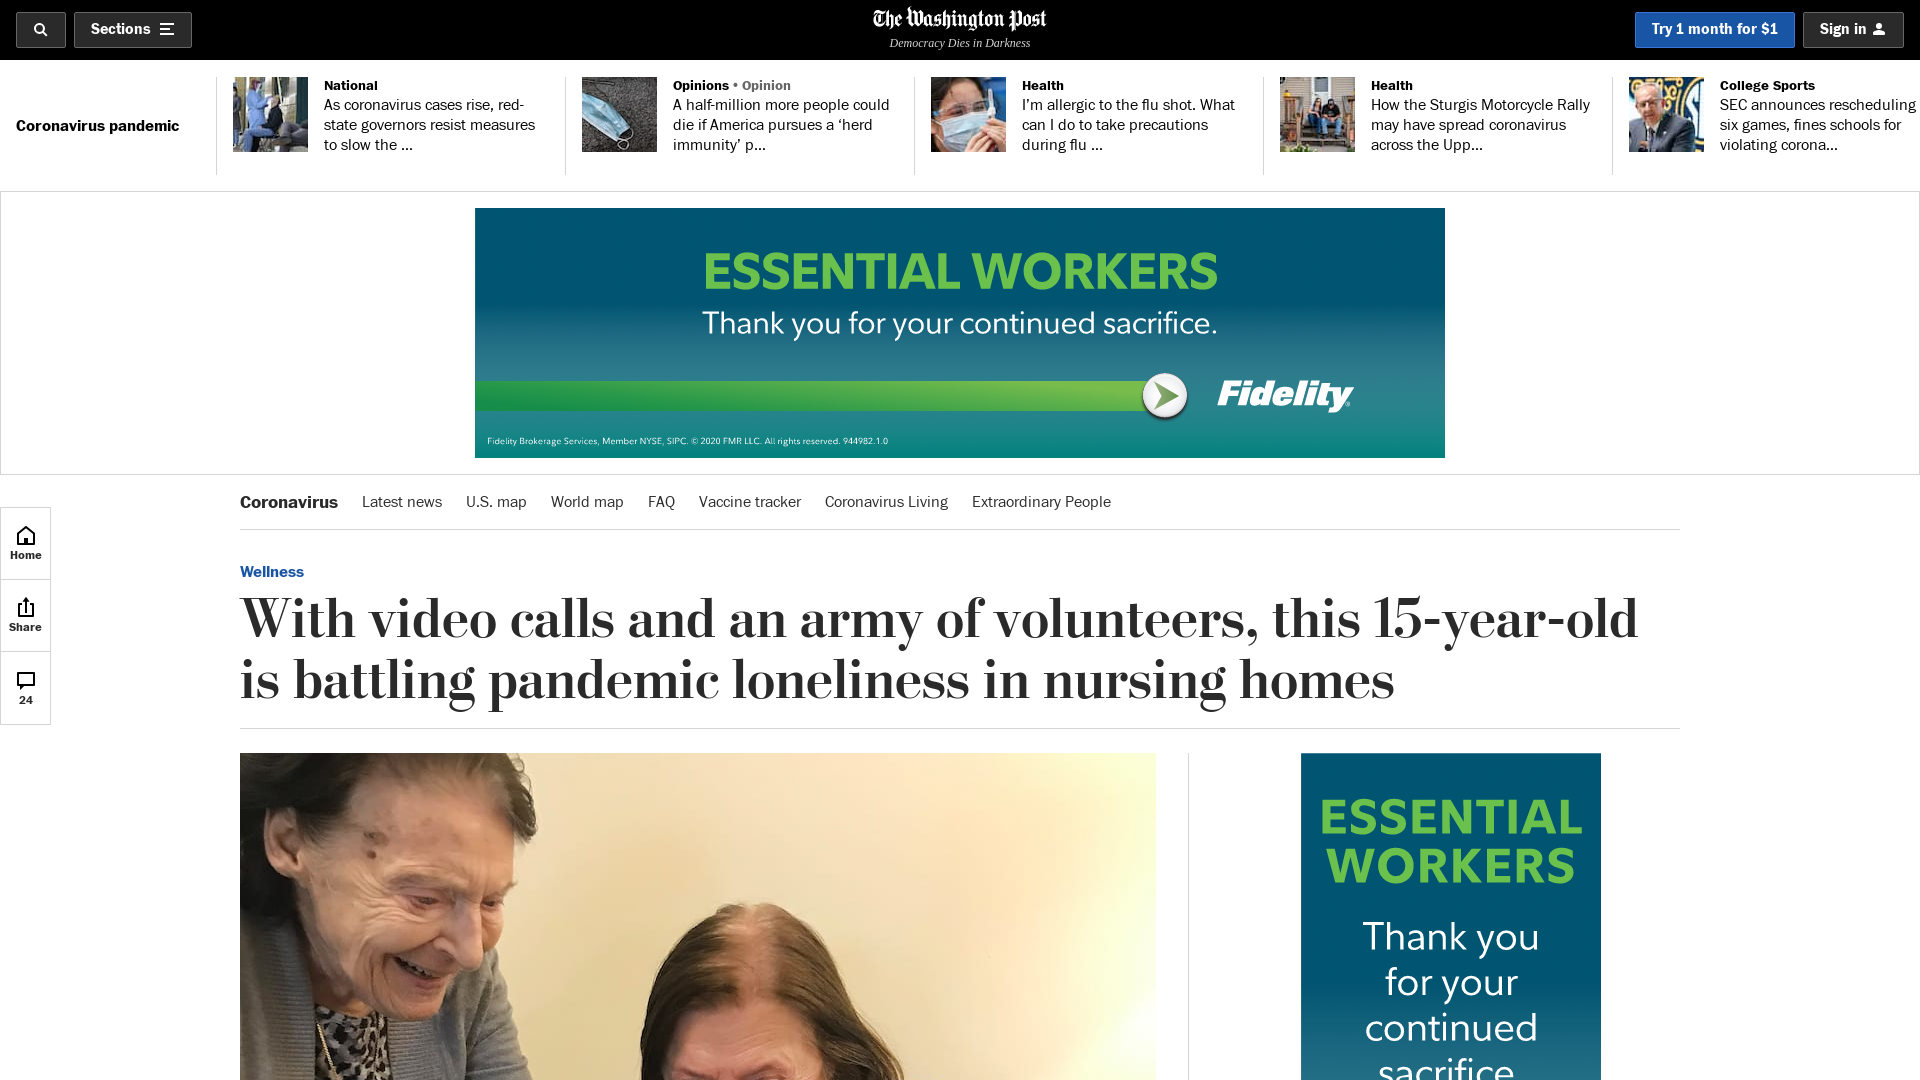 Sections
The Washington Post
Democracy Dies in Darkness
Try 1 month for $1
Sign in
Coronavirus pandemic
National
As coronavirus cases rise, red-
state governors resist measures
to slow the ...
Opinions • Opinion
A half-million more people could
die if America pursues a ‘herd
immunity’ p...
Health
I’m allergic to the flu shot. What
can I do to take precautions
during flu ...
Health
How the Sturgis Motorcycle Rally
may have spread coronavirus
across the Upp...
College Sports
SEC announces rescheduling
six games, fines schools for
violating corona...
ESSENTIAL WORKERS
Thank you for your continued sacrifice.
Fidelity
Fidelity Brokerage Services, Member NYSE, SIPC. © 2020 FMR LLC. All rights reserved. 944982.1.0
Coronavirus Latest news U.S. map World map FAQ Vaccine tracker Coronavirus Living Extraordinary People
Home
Share
24
Wellness
With video calls and an army of volunteers, this 15-year-old
is battling pandemic loneliness in nursing homes
ESSENTIAL
WORKERS
Thank you
for your
continued
sacrifice